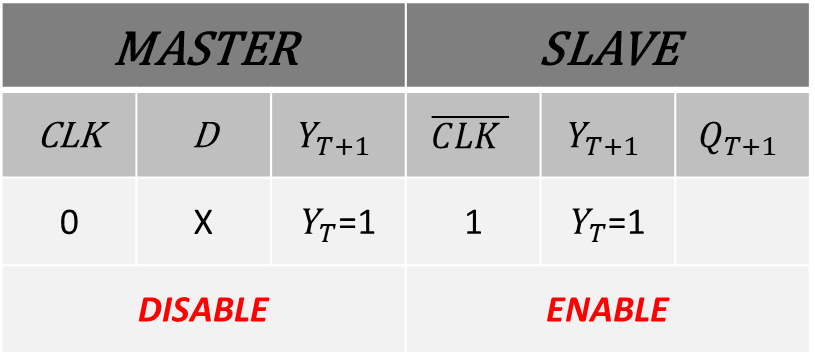 MASTER SLAVE
CLK D Y_{T+1} \overline{CLK} Y_{T+1} Q_{T+1}
0 X Y_T=1 1 Y_T=1
DISABLE ENABLE